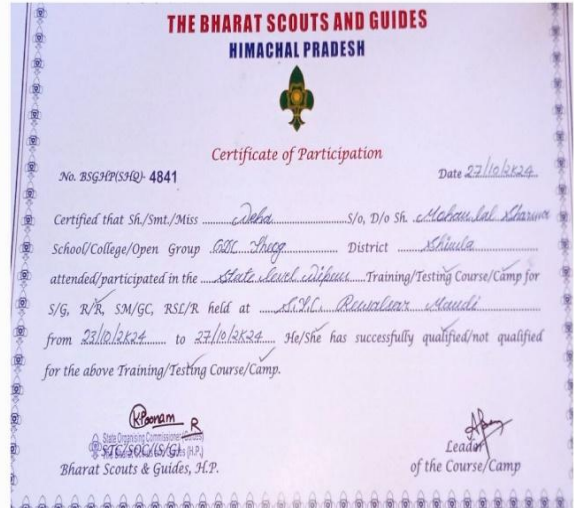 THE BHARAT SCOUTS AND GUIDES
HIMACHAL PRADESH
Certificate of Participation
No. BSGHP(SHQ)- 4841
Date 27/10/2K24
Certified that Sh./Smt./Miss ......Neha...... S/o, D/o Sh. Mohan lal Sharma
School/College/Open Group GDC Theog District Shimla
attended/participated in the ....State level Nipun....Training/Testing Course/Camp for
S/G, R/R, SM/GC, RSL/R held at ......S.T.C. Rewalsar Mandi
from 23/10/2K24...... to 27/10/2K24.... He/She has successfully qualified/not qualified
for the above Training/Testing Course/Camp.
KPoonam
State Organising Commissioner (Guides)
STC/SOC/(S/G)
Bharat Scouts & Guides, H.P.
Leader
of the Course/Camp